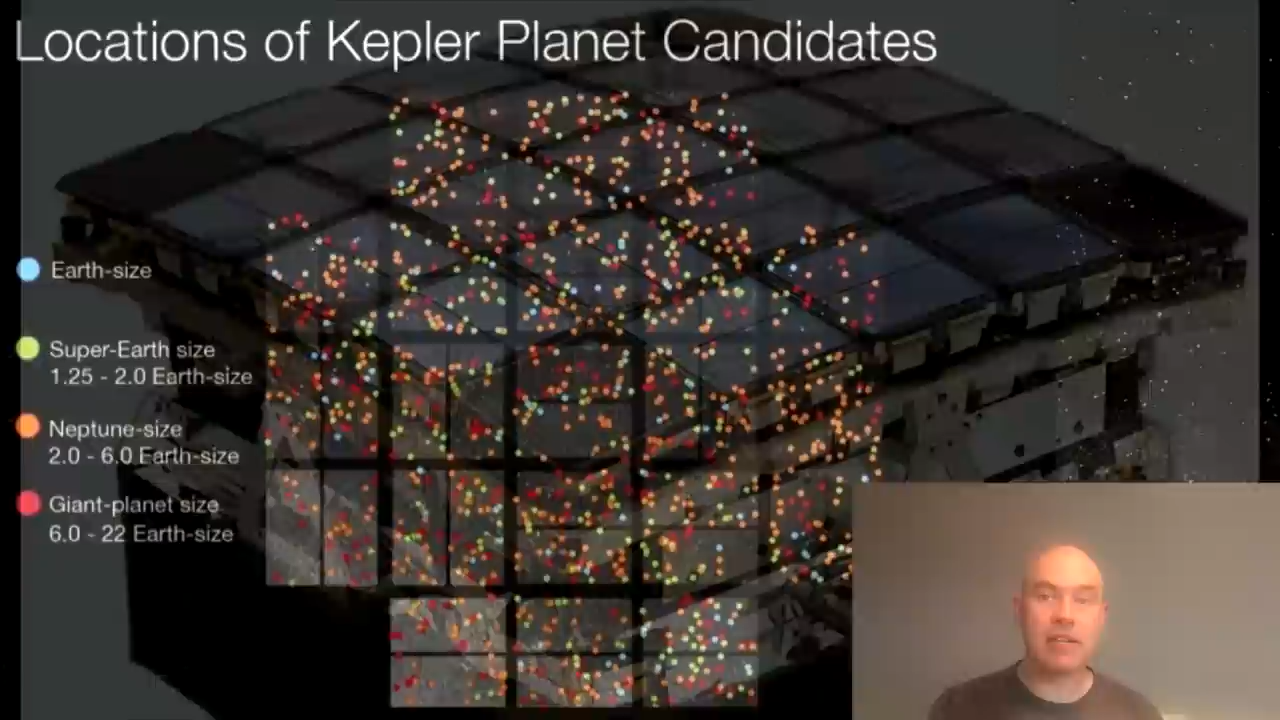 Locations of Kepler Planet Candidates
Earth-size
Super-Earth size
1.25 - 2.0 Earth-size
Neptune-size
2.0 - 6.0 Earth-size
Giant-planet size
6.0 - 22 Earth-size